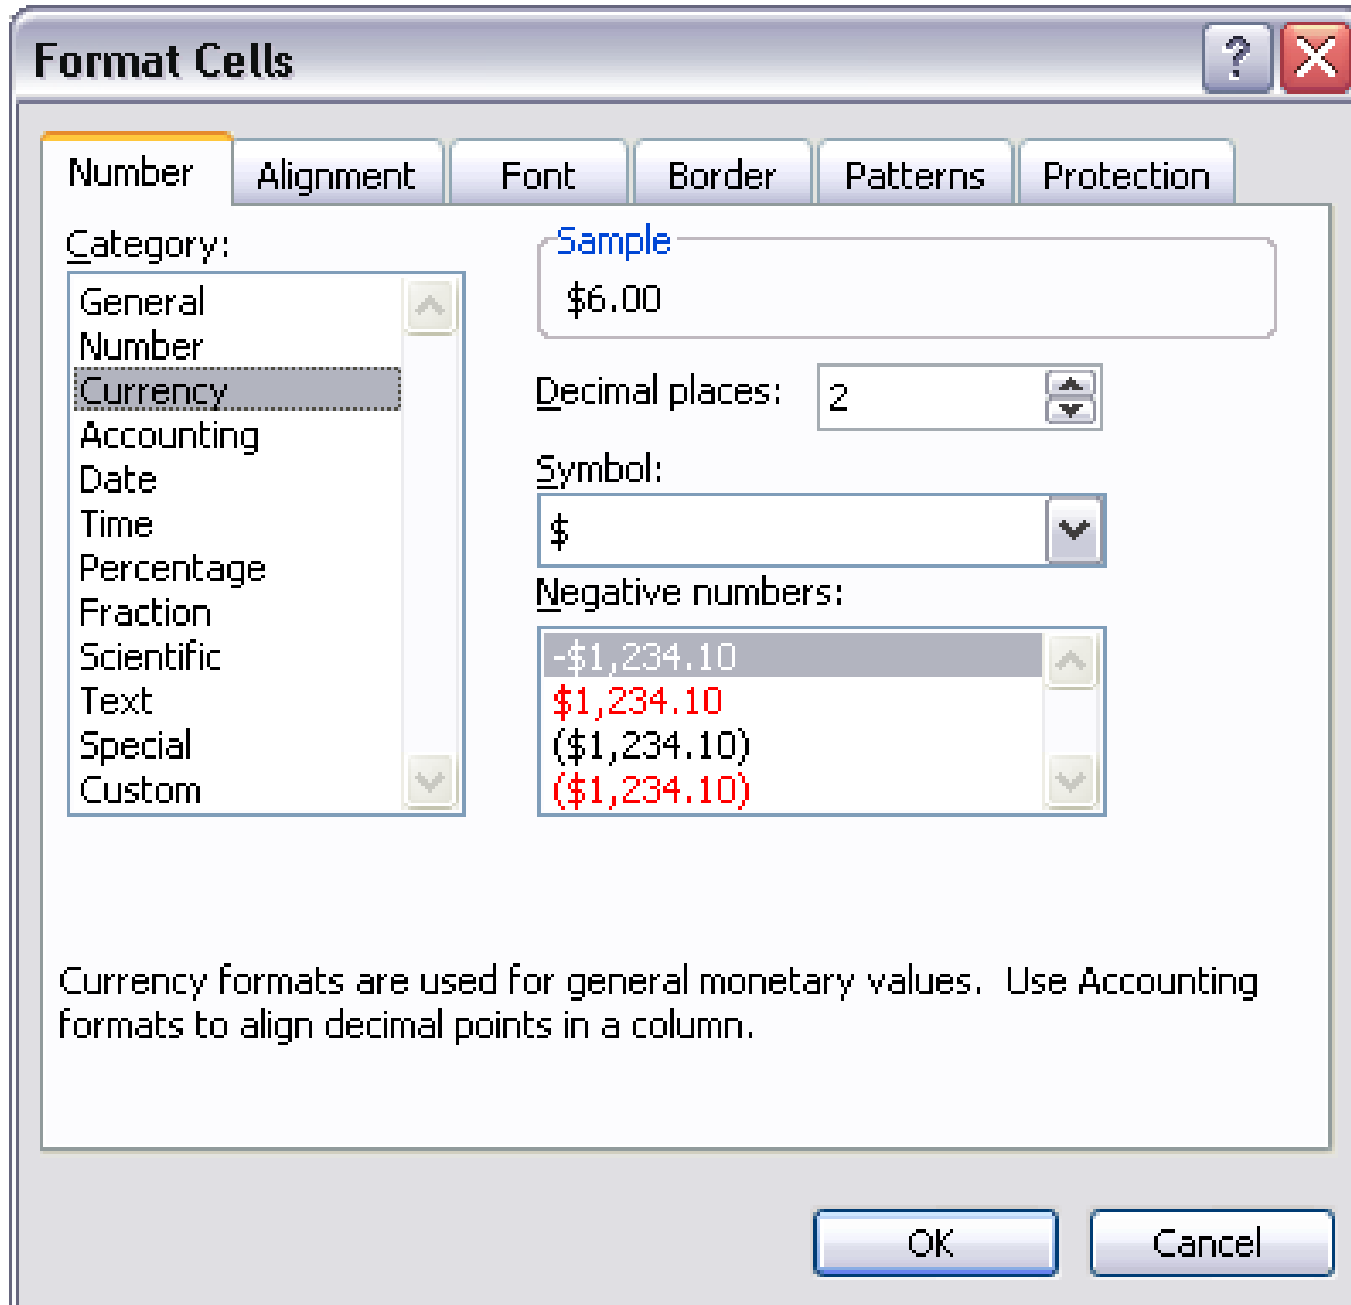 Format Cells
?
Number Alignment Font Border Patterns Protection
Category:
General
Number
Currency
Accounting
Date
Time
Percentage
Fraction
Scientific
Text
Special
Custom
Sample
$6.00
Decimal places: 2
Symbol:
$
Negative numbers:
-$1,234.10
$1,234.10
($1,234.10)
($1,234.10)
Currency formats are used for general monetary values.  Use Accounting
formats to align decimal points in a column.
OK Cancel